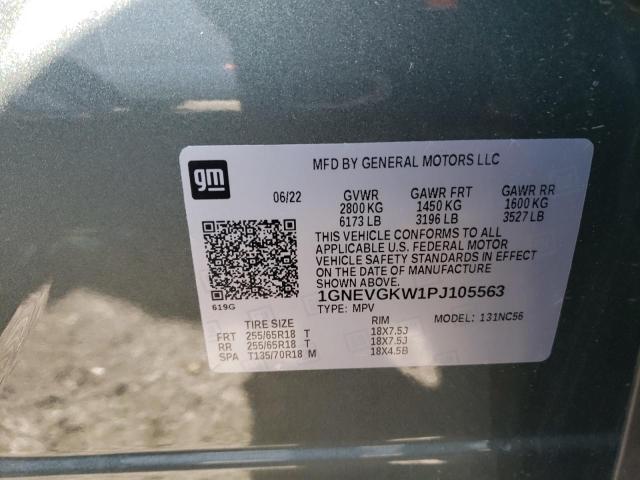 gm
MFD BY GENERAL MOTORS LLC
06/22 GVWR GAWR FRT GAWR RR
2800 KG 1450 KG 1600 KG
6173 LB 3196 LB 3527 LB
THIS VEHICLE CONFORMS TO ALL
APPLICABLE U.S. FEDERAL MOTOR
VEHICLE SAFETY STANDARDS IN EFFECT ON
THE DATE OF MANUFACTURE
SHOWN ABOVE.
619G 1GNEVGKW1PJ105563
TYPE: MPV MODEL: 131NC56
TIRE SIZE RIM
FRT 255/65R18 T 18X7.5J
RR 255/65R18 T 18X7.5J
SPA T135/70R18 M 18X4.5B